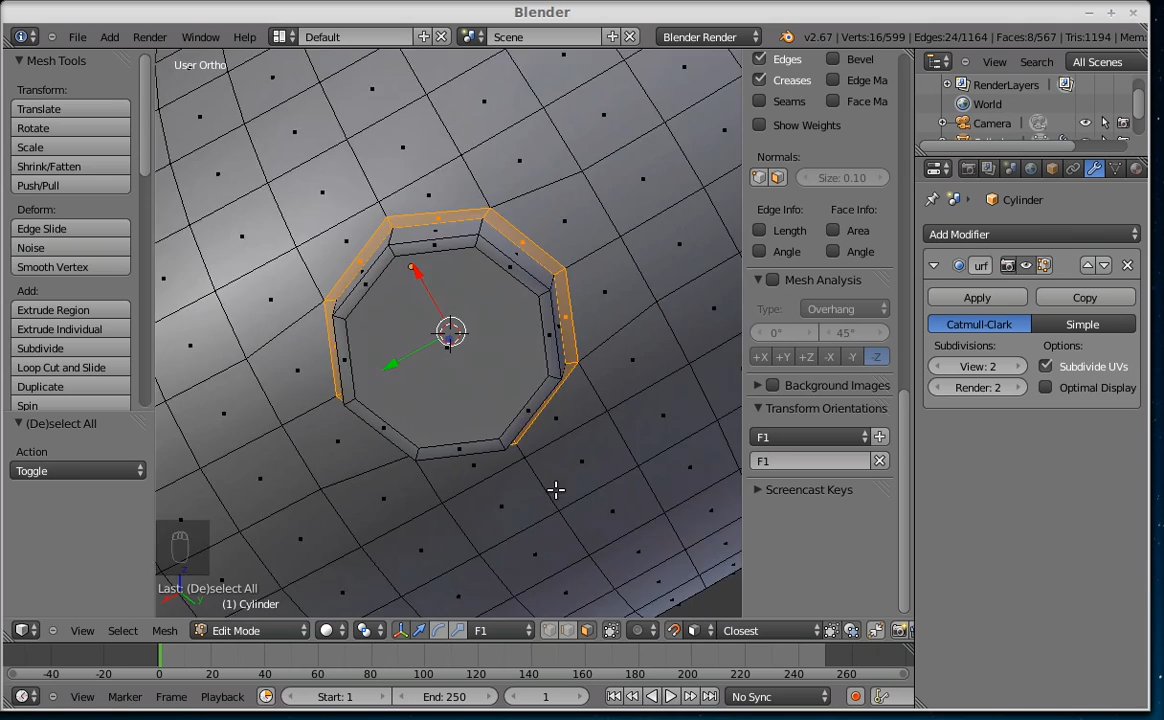 Blender
File Add Render Window Help Default Scene Blender Render v2.67 | Verts:16/599 | Edges:24/1164 | Faces:8/567 | Tris:1194 | Mem:
Mesh Tools
Transform:
Translate
Rotate
Scale
Shrink/Fatten
Push/Pull
Deform:
Edge Slide
Noise
Smooth Vertex
Add:
Extrude Region
Extrude Individual
Subdivide
Loop Cut and Slide
Duplicate
Spin
(De)select All
Action
Toggle
User Ortho
Last: (De)select All
(1) Cylinder
Edges Bevel
Creases Edge Ma
Seams Face Ma
Show Weights
Normals:
Size: 0.10
Edge Info: Face Info:
Length Area
Angle Angle
Mesh Analysis
Type: Overhang
0° 45°
+X +Y +Z -X -Y -Z
Background Images
Transform Orientations
F1
F1
Screencast Keys
View Search All Scenes
RenderLayers
World
Camera
Cylinder
Add Modifier
urf
Apply Copy
Catmull-Clark Simple
Subdivisions: Options:
View: 2 Subdivide UVs
Render: 2 Optimal Display
View Select Mesh Edit Mode F1 Closest
-40 -20 0 20 40 60 80 100 120 140 160 180 200 220 240 260
View Marker Frame Playback Start: 1 End: 250 1 No Sync